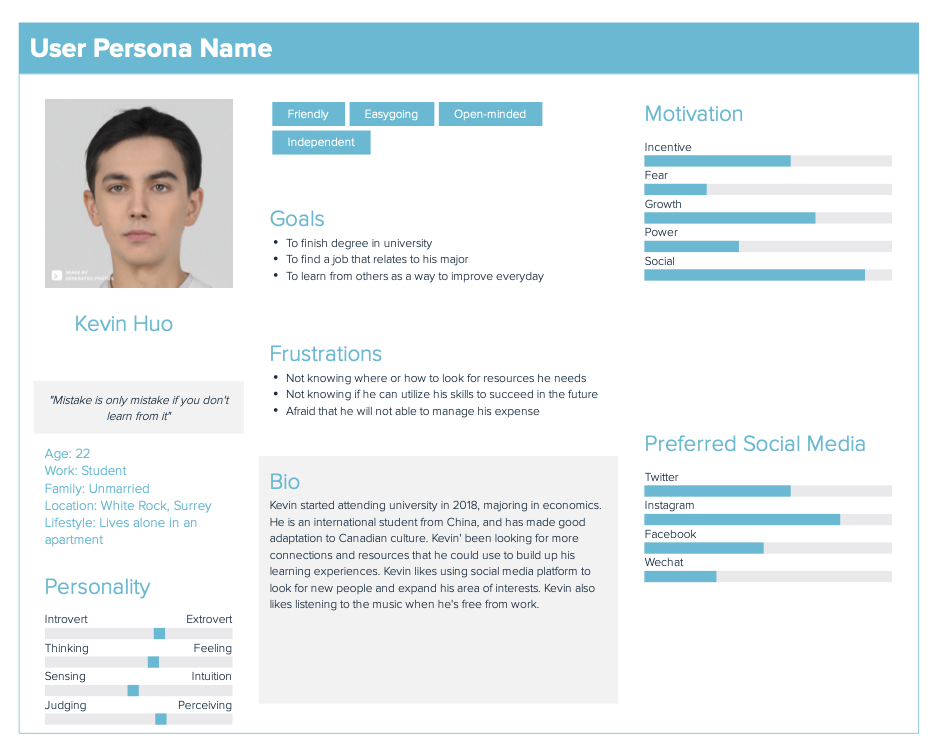 User Persona Name
MADE BY
GENERATED PHOTOS
Kevin Huo
"Mistake is only mistake if you don't
learn from it"
Age: 22
Work: Student
Family: Unmarried
Location: White Rock, Surrey
Lifestyle: Lives alone in an
apartment
Personality
Introvert Extrovert
Thinking Feeling
Sensing Intuition
Judging Perceiving
Friendly Easygoing Open-minded
Independent
Goals
• To finish degree in university
• To find a job that relates to his major
• To learn from others as a way to improve everyday
Frustrations
• Not knowing where or how to look for resources he needs
• Not knowing if he can utilize his skills to succeed in the future
• Afraid that he will not able to manage his expense
Bio
Kevin started attending university in 2018, majoring in economics.
He is an international student from China, and has made good
adaptation to Canadian culture. Kevin' been looking for more
connections and resources that he could use to build up his
learning experiences. Kevin likes using social media platform to
look for new people and expand his area of interests. Kevin also
likes listening to the music when he's free from work.
Motivation
Incentive
Fear
Growth
Power
Social
Preferred Social Media
Twitter
Instagram
Facebook
Wechat